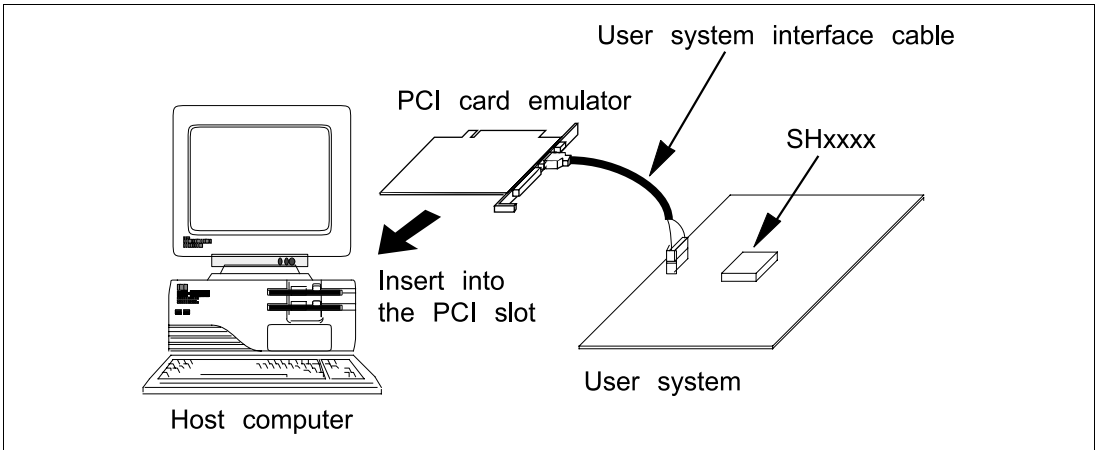 User system interface cable
PCI card emulator
SHxxxx
Insert into
the PCI slot
User system
Host computer